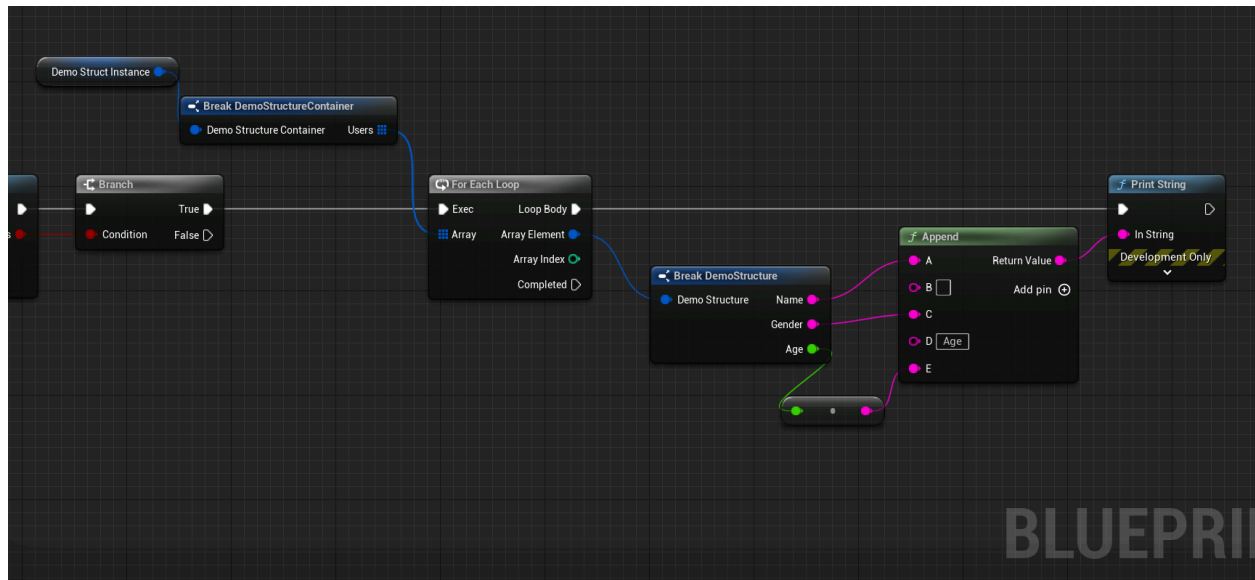 Demo Struct Instance
Break DemoStructureContainer
Demo Structure Container Users
Branch
True
Condition False
s
For Each Loop
Exec Loop Body
Array Array Element
Array Index
Completed
Break DemoStructure
Demo Structure Name
Gender
Age
f Append
A Return Value
B Add pin
C
D Age
E
f Print String
In String
Development Only
BLUEPRI